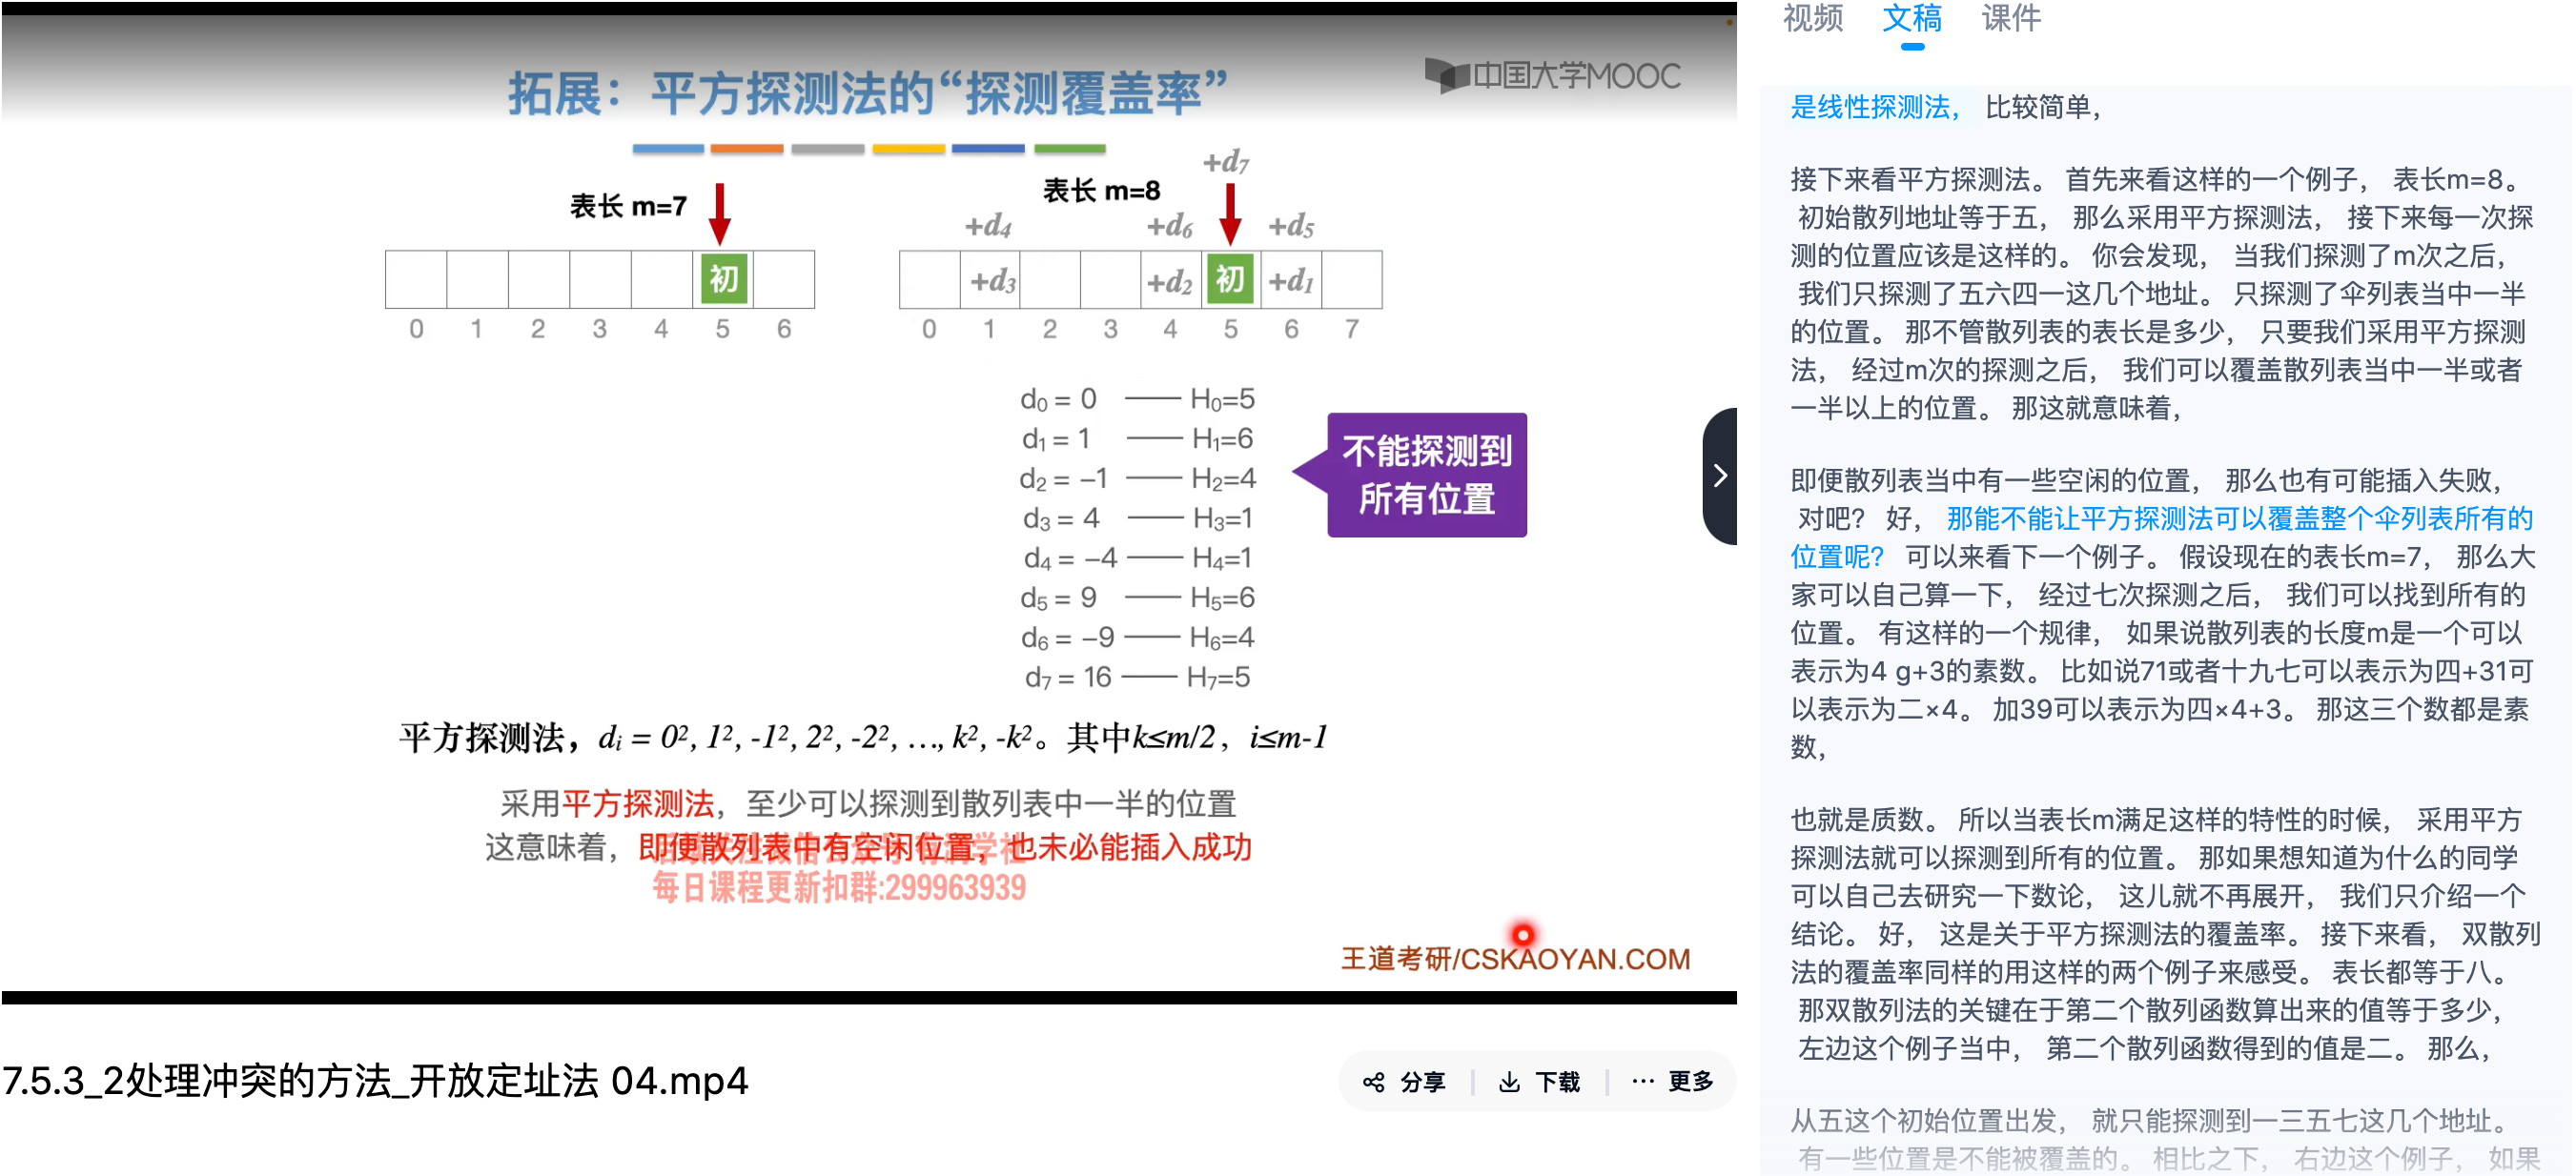 拓展：平方探测法的“探测覆盖率”
中国大学MOOC
表长 m=7
初
0 1 2 3 4 5 6
表长 m=8
+d₇
+d₄ +d₆ +d₅
+d₃ +d₂ 初 +d₁
0 1 2 3 4 5 6 7
d₀ = 0 —— H₀=5
d₁ = 1 —— H₁=6
d₂ = –1 —— H₂=4
d₃ = 4 —— H₃=1
d₄ = –4 —— H₄=1
d₅ = 9 —— H₅=6
d₆ = –9 —— H₆=4
d₇ = 16 —— H₇=5
不能探测到
所有位置
平方探测法，dᵢ = 0², 1², -1², 2², -2², …, k², -k²。其中k≤m/2，i≤m-1
采用平方探测法，至少可以探测到散列表中一半的位置
这意味着，即便散列表中有空闲位置，也未必能插入成功
每日课程更新扣群:299963939
王道考研/CSKAOYAN.COM
7.5.3_2处理冲突的方法_开放定址法 04.mp4
分享 下载 ··· 更多
视频 文稿 课件
是线性探测法， 比较简单，
接下来看平方探测法。 首先来看这样的一个例子， 表长m=8。
初始散列地址等于五， 那么采用平方探测法， 接下来每一次探
测的位置应该是这样的。 你会发现， 当我们探测了m次之后，
我们只探测了五六四一这几个地址。 只探测了伞列表当中一半
的位置。 那不管散列表的表长是多少， 只要我们采用平方探测
法， 经过m次的探测之后， 我们可以覆盖散列表当中一半或者
一半以上的位置。 那这就意味着，
即便散列表当中有一些空闲的位置， 那么也有可能插入失败，
对吧？ 好， 那能不能让平方探测法可以覆盖整个伞列表所有的
位置呢？ 可以来看下一个例子。 假设现在的表长m=7， 那么大
家可以自己算一下， 经过七次探测之后， 我们可以找到所有的
位置。 有这样的一个规律， 如果说散列表的长度m是一个可以
表示为4 g+3的素数。 比如说71或者十九七可以表示为四+31可
以表示为二×4。 加39可以表示为四×4+3。 那这三个数都是素
数，
也就是质数。 所以当表长m满足这样的特性的时候， 采用平方
探测法就可以探测到所有的位置。 那如果想知道为什么的同学
可以自己去研究一下数论， 这儿就不再展开， 我们只介绍一个
结论。 好， 这是关于平方探测法的覆盖率。 接下来看， 双散列
法的覆盖率同样的用这样的两个例子来感受。 表长都等于八。
那双散列法的关键在于第二个散列函数算出来的值等于多少，
左边这个例子当中， 第二个散列函数得到的值是二。 那么，
从五这个初始位置出发， 就只能探测到一三五七这几个地址。
有一些位置是不能被覆盖的。 相比之下， 右边这个例子， 如果